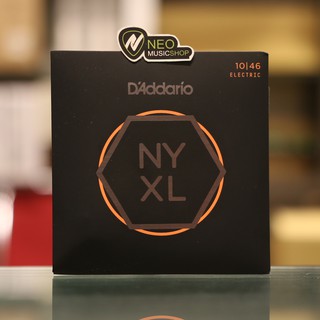 NEO
MUSICSHOP
10|46
ELECTRIC
D'Addario
NY
XL